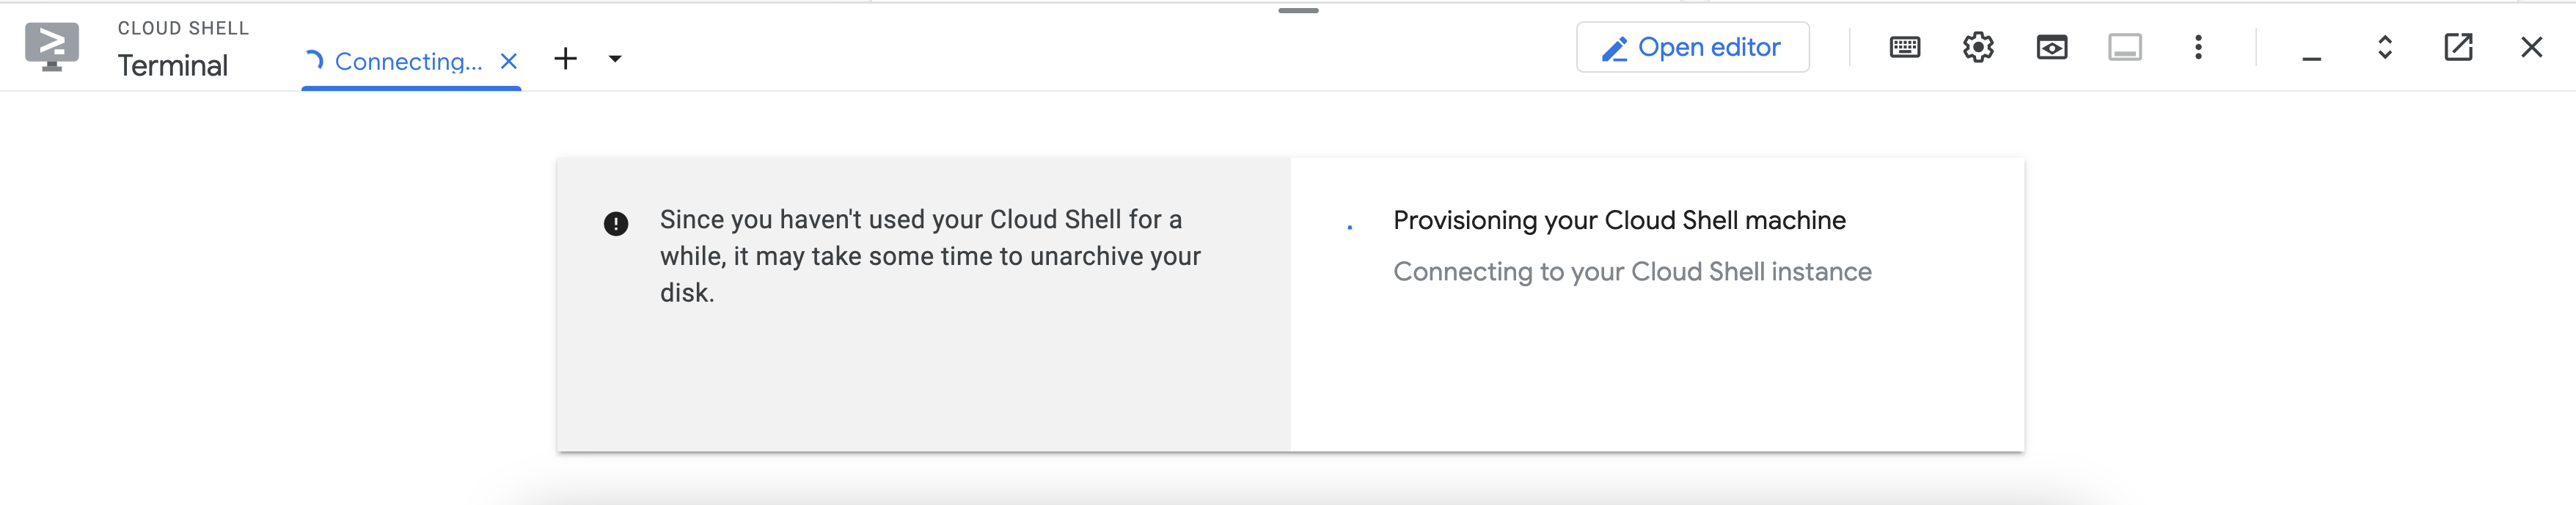 CLOUD SHELL
Terminal
Connecting...
Open editor
Since you haven't used your Cloud Shell for a
while, it may take some time to unarchive your
disk.
Provisioning your Cloud Shell machine
Connecting to your Cloud Shell instance